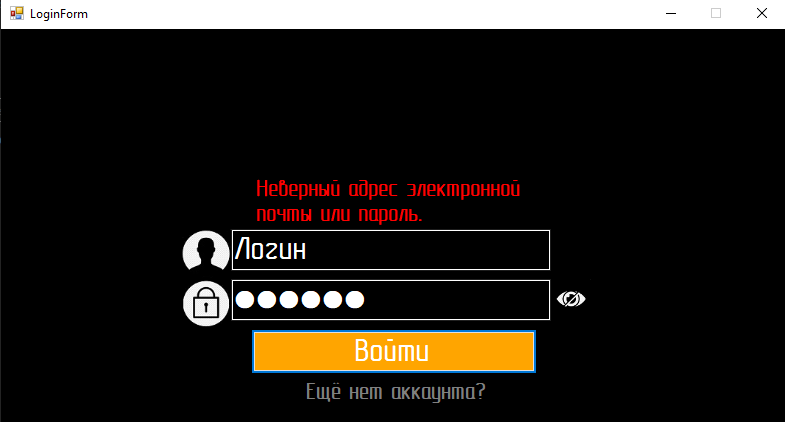 LoginForm
Неверный адрес электронной
почты или пароль.
Логин
●●●●●●
Войти
Ещё нет аккаунта?